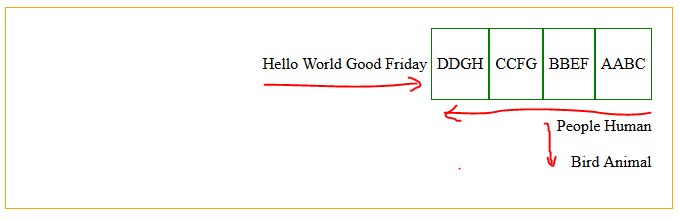 Hello World Good Friday DDGH CCFG BBEF AABC
People Human
Bird Animal